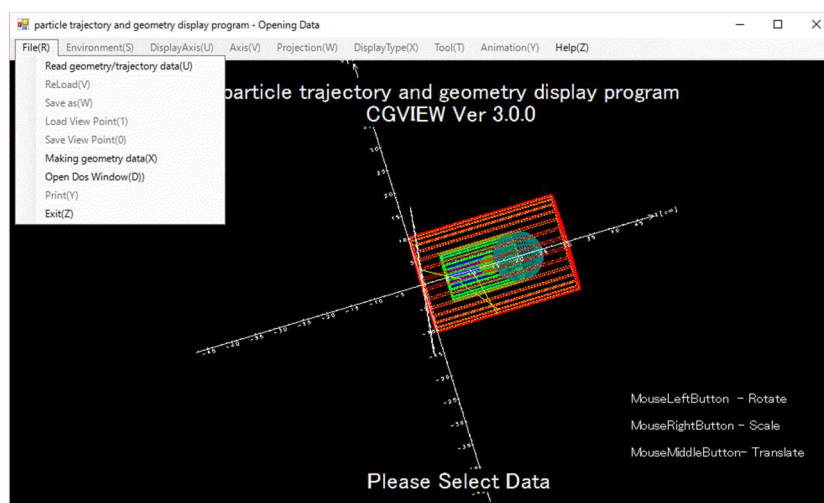 particle trajectory and geometry display program - Opening Data
File(R) Environment(S) DisplayAxis(U) Axis(V) Projection(W) DisplayType(X) Tool(T) Animation(Y) Help(Z)
Read geometry/trajectory data(U)
ReLoad(V)
Save as(W)
Load View Point(1)
Save View Point(0)
Making geometry data(X)
Open Dos Window(D))
Print(Y)
Exit(Z)
particle trajectory and geometry display program
CGVIEW Ver 3.0.0
MouseLeftButton - Rotate
MouseRightButton - Scale
MouseMiddleButton- Translate
Please Select Data